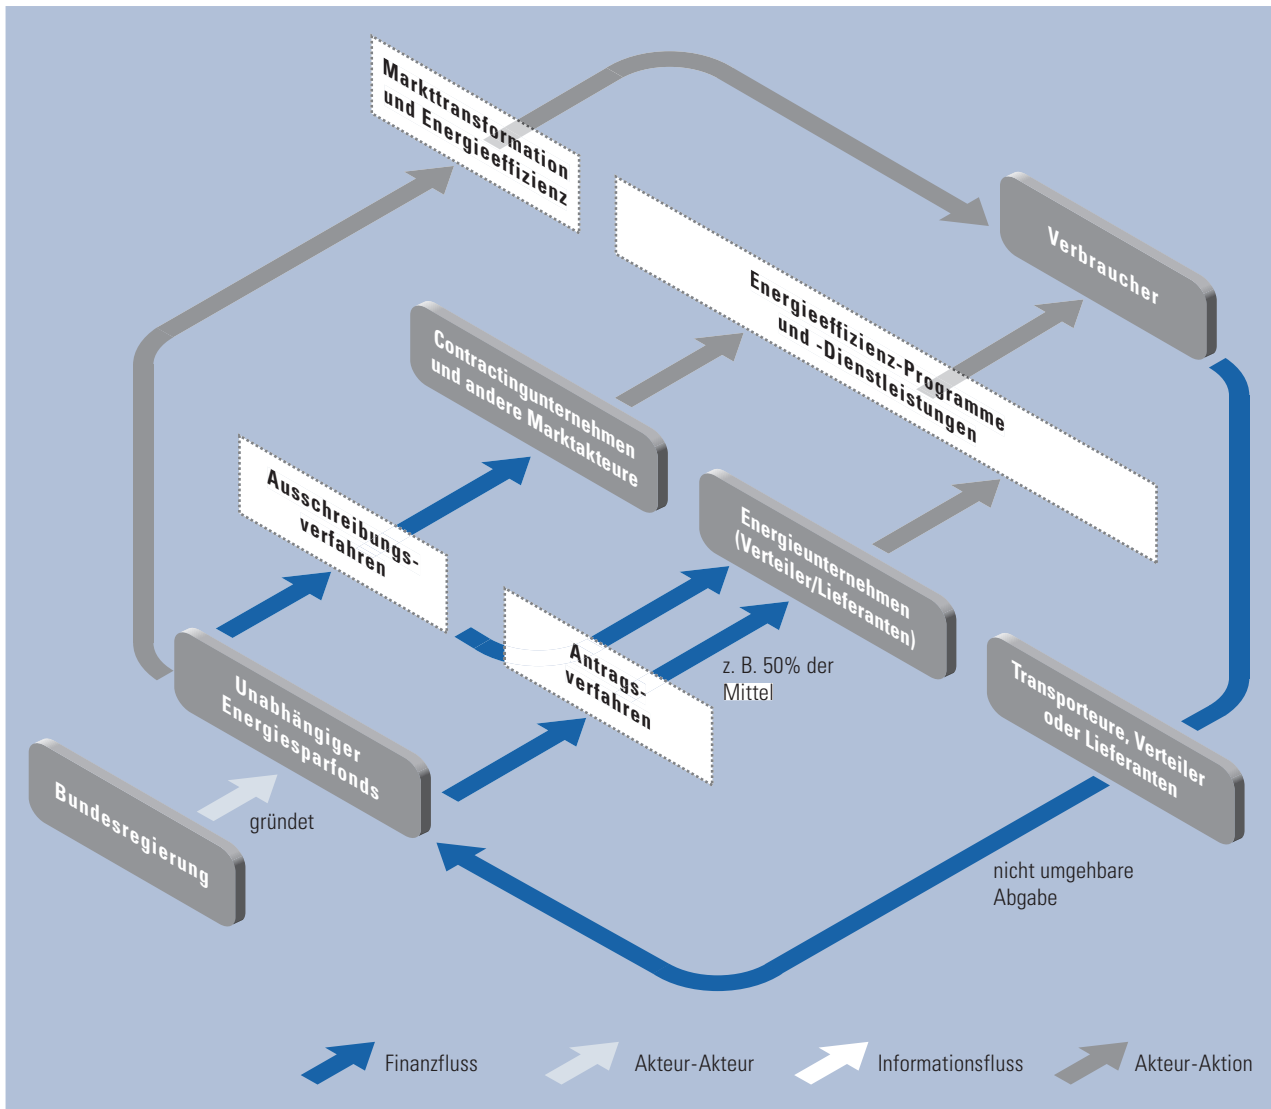 Markttransformation
und Energieeffizienz
Verbraucher
Energieeffizienz-Programme
und -Dienstleistungen
Contractingunternehmen
und andere Marktakteure
Ausschreibungs-
verfahren
Energieunternehmen
(Verteiler/Lieferanten)
Antrags-
verfahren
z. B. 50% der
Mittel
Transporteure, Verteiler
oder Lieferanten
Unabhängiger
Energiesparfonds
Bundesregierung
gründet
nicht umgehbare
Abgabe
Finanzfluss
Akteur-Akteur
Informationsfluss
Akteur-Aktion